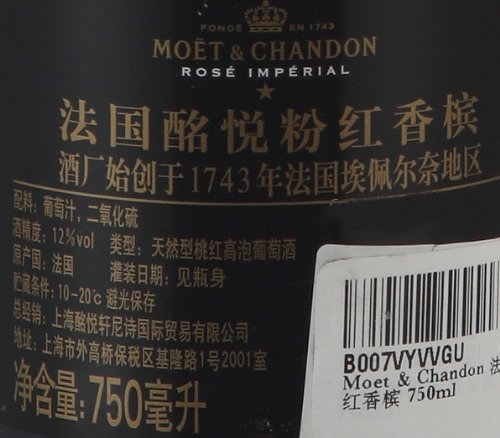 FONDÉ EN 1743
MOËT & CHANDON
ROSÉ IMPÉRIAL
法国酩悦粉红香槟
酒厂始创于1743年法国埃佩尔奈地区
配料: 葡萄汁, 二氧化硫
酒精度: 12%vol 类型: 天然型桃红高泡葡萄酒
原产国: 法国 灌装日期: 见瓶身
贮藏条件: 10-20℃ 避光保存
总经销: 上海酩悦轩尼诗国际贸易有限公司
地址: 上海市外高桥保税区基隆路1号2001室
净含量: 750毫升
B007VYVVGU
Moet & Chandon 法
红香槟 750ml